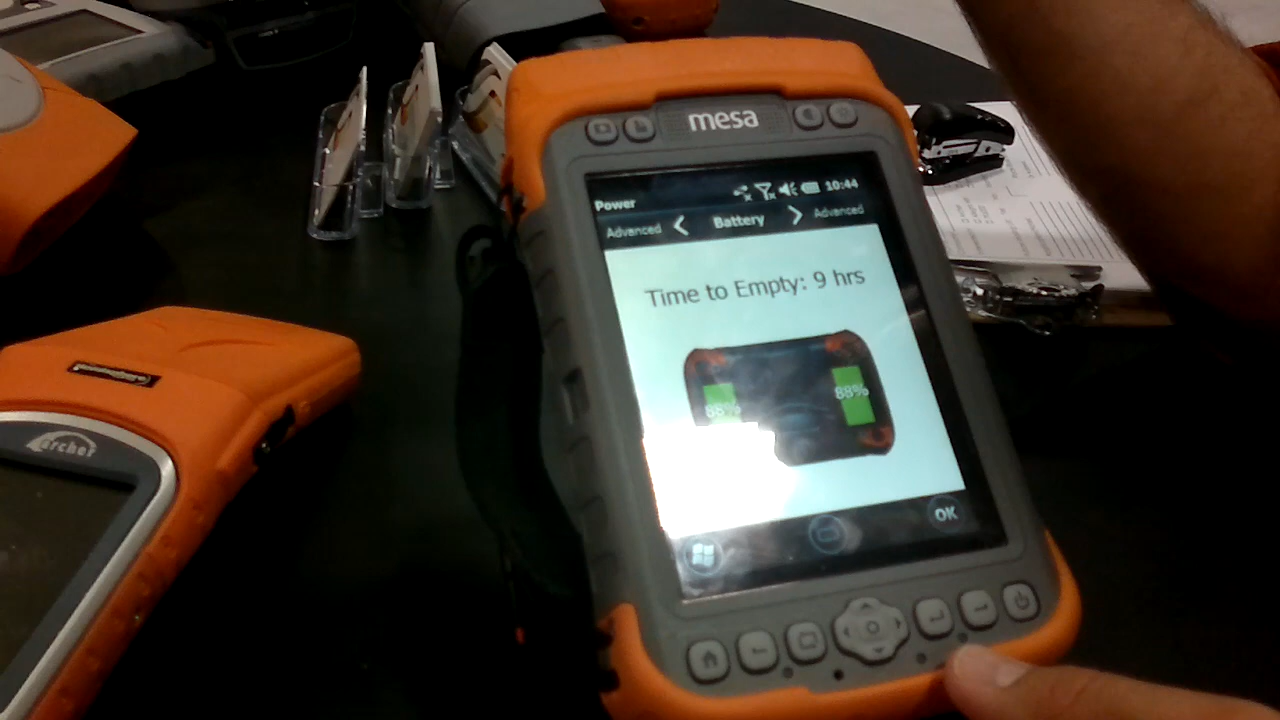 mesa
10:44
Power
Advanced
Battery
Advanced
Time to Empty: 9 hrs
88%
88%
OK
archer